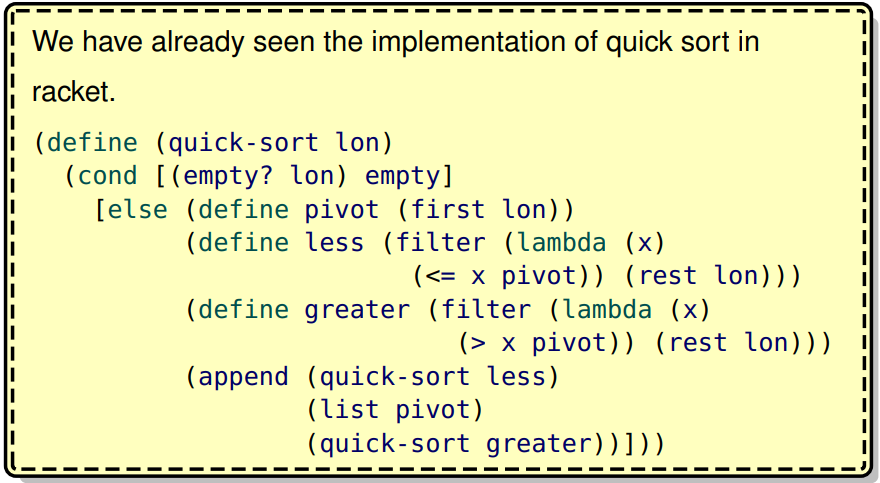 We have already seen the implementation of quick sort in
racket.
(define (quick-sort lon)
  (cond [(empty? lon) empty]
    [else (define pivot (first lon))
          (define less (filter (lambda (x)
                         (<= x pivot)) (rest lon)))
          (define greater (filter (lambda (x)
                            (> x pivot)) (rest lon)))
          (append (quick-sort less)
                  (list pivot)
                  (quick-sort greater))]))